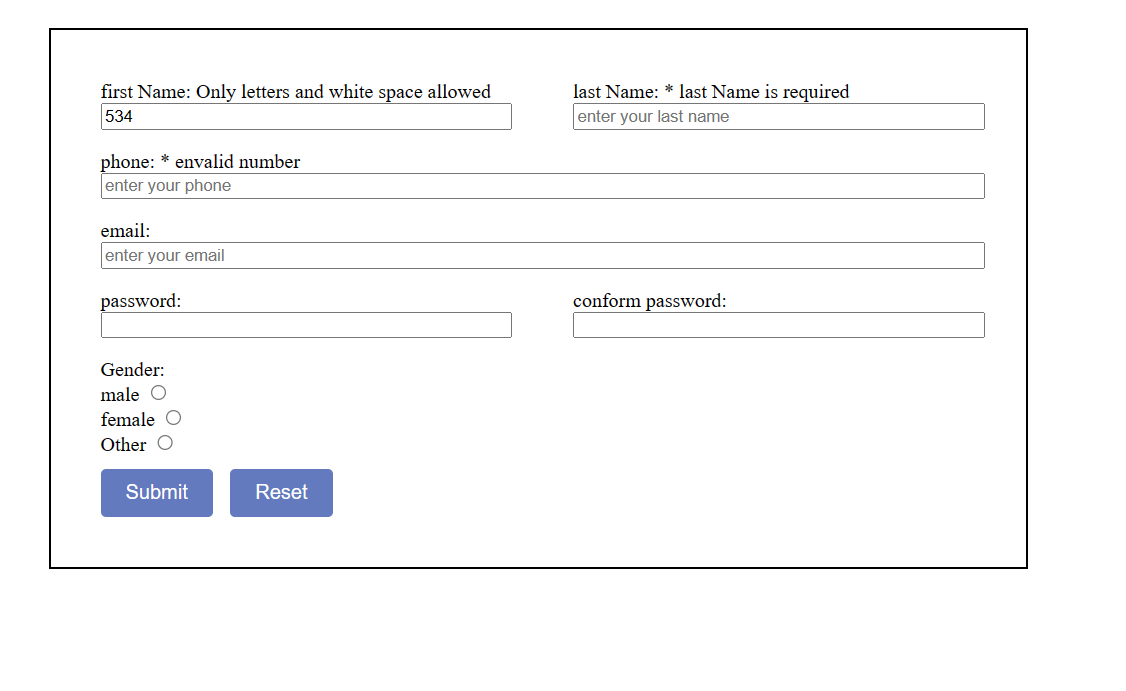 first Name: Only letters and white space allowed
last Name: * last Name is required
534
enter your last name
phone: * envalid number
enter your phone
email:
enter your email
password:
conform password:
Gender:
male
female
Other
Submit
Reset